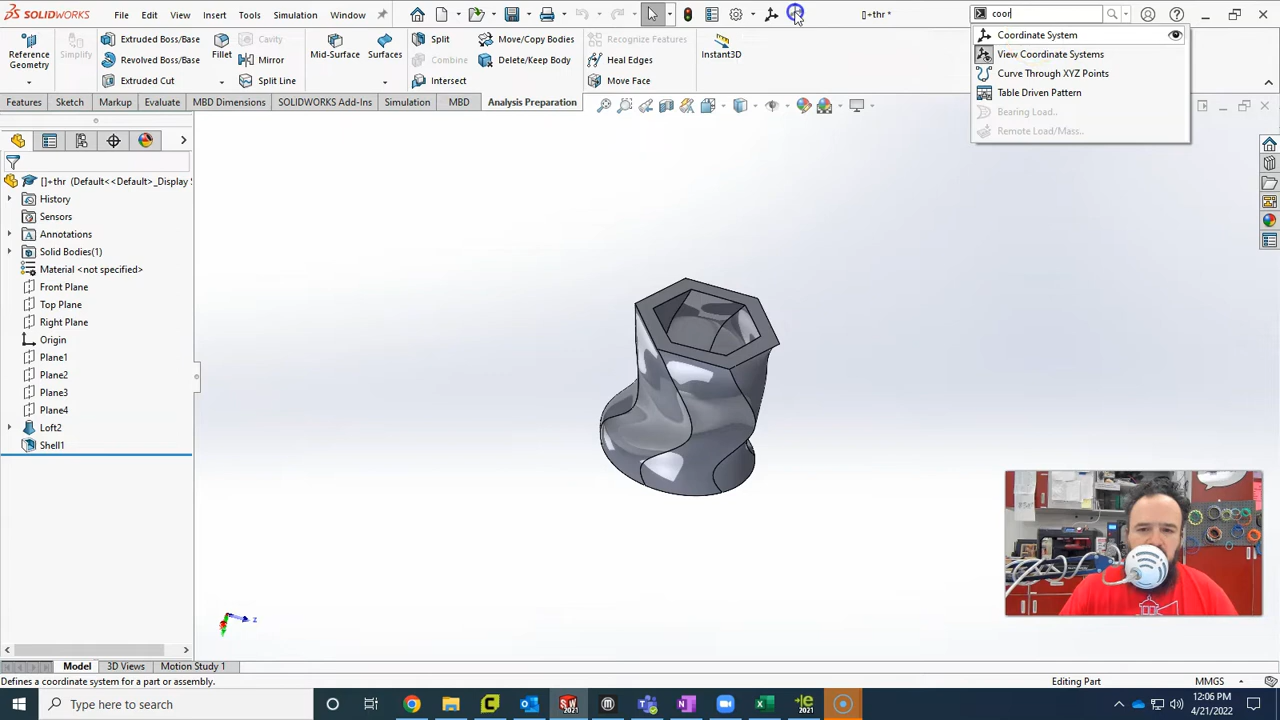 SOLIDWORKS File Edit View Insert Tools Simulation Window []+thr * coor
Coordinate System
View Coordinate Systems
Curve Through XYZ Points
Table Driven Pattern
Bearing Load..
Remote Load/Mass..
Reference Geometry
Extruded Boss/Base
Revolved Boss/Base
Extruded Cut
Fillet
Cavity
Scale
Mirror
Mid-Surface
Surfaces
Split
Combine
Intersect
Move/Copy Bodies
Delete/Keep Body
Recognize Features
Heal Edges
Move Face
Instant3D
Features Sketch Markup Evaluate MBD Dimensions SOLIDWORKS Add-Ins Simulation MBD Analysis Preparation
[]+thr (Default<<Default>_Display
History
Sensors
Annotations
Solid Bodies(1)
Material <not specified>
Front Plane
Top Plane
Right Plane
Origin
Plane1
Plane2
Plane3
Plane4
Loft2
Shell1
z
Model 3D Views Motion Study 1
Defines a coordinate system for a part or assembly. Editing Part MMGS
Type here to search
12:06 PM
4/21/2022